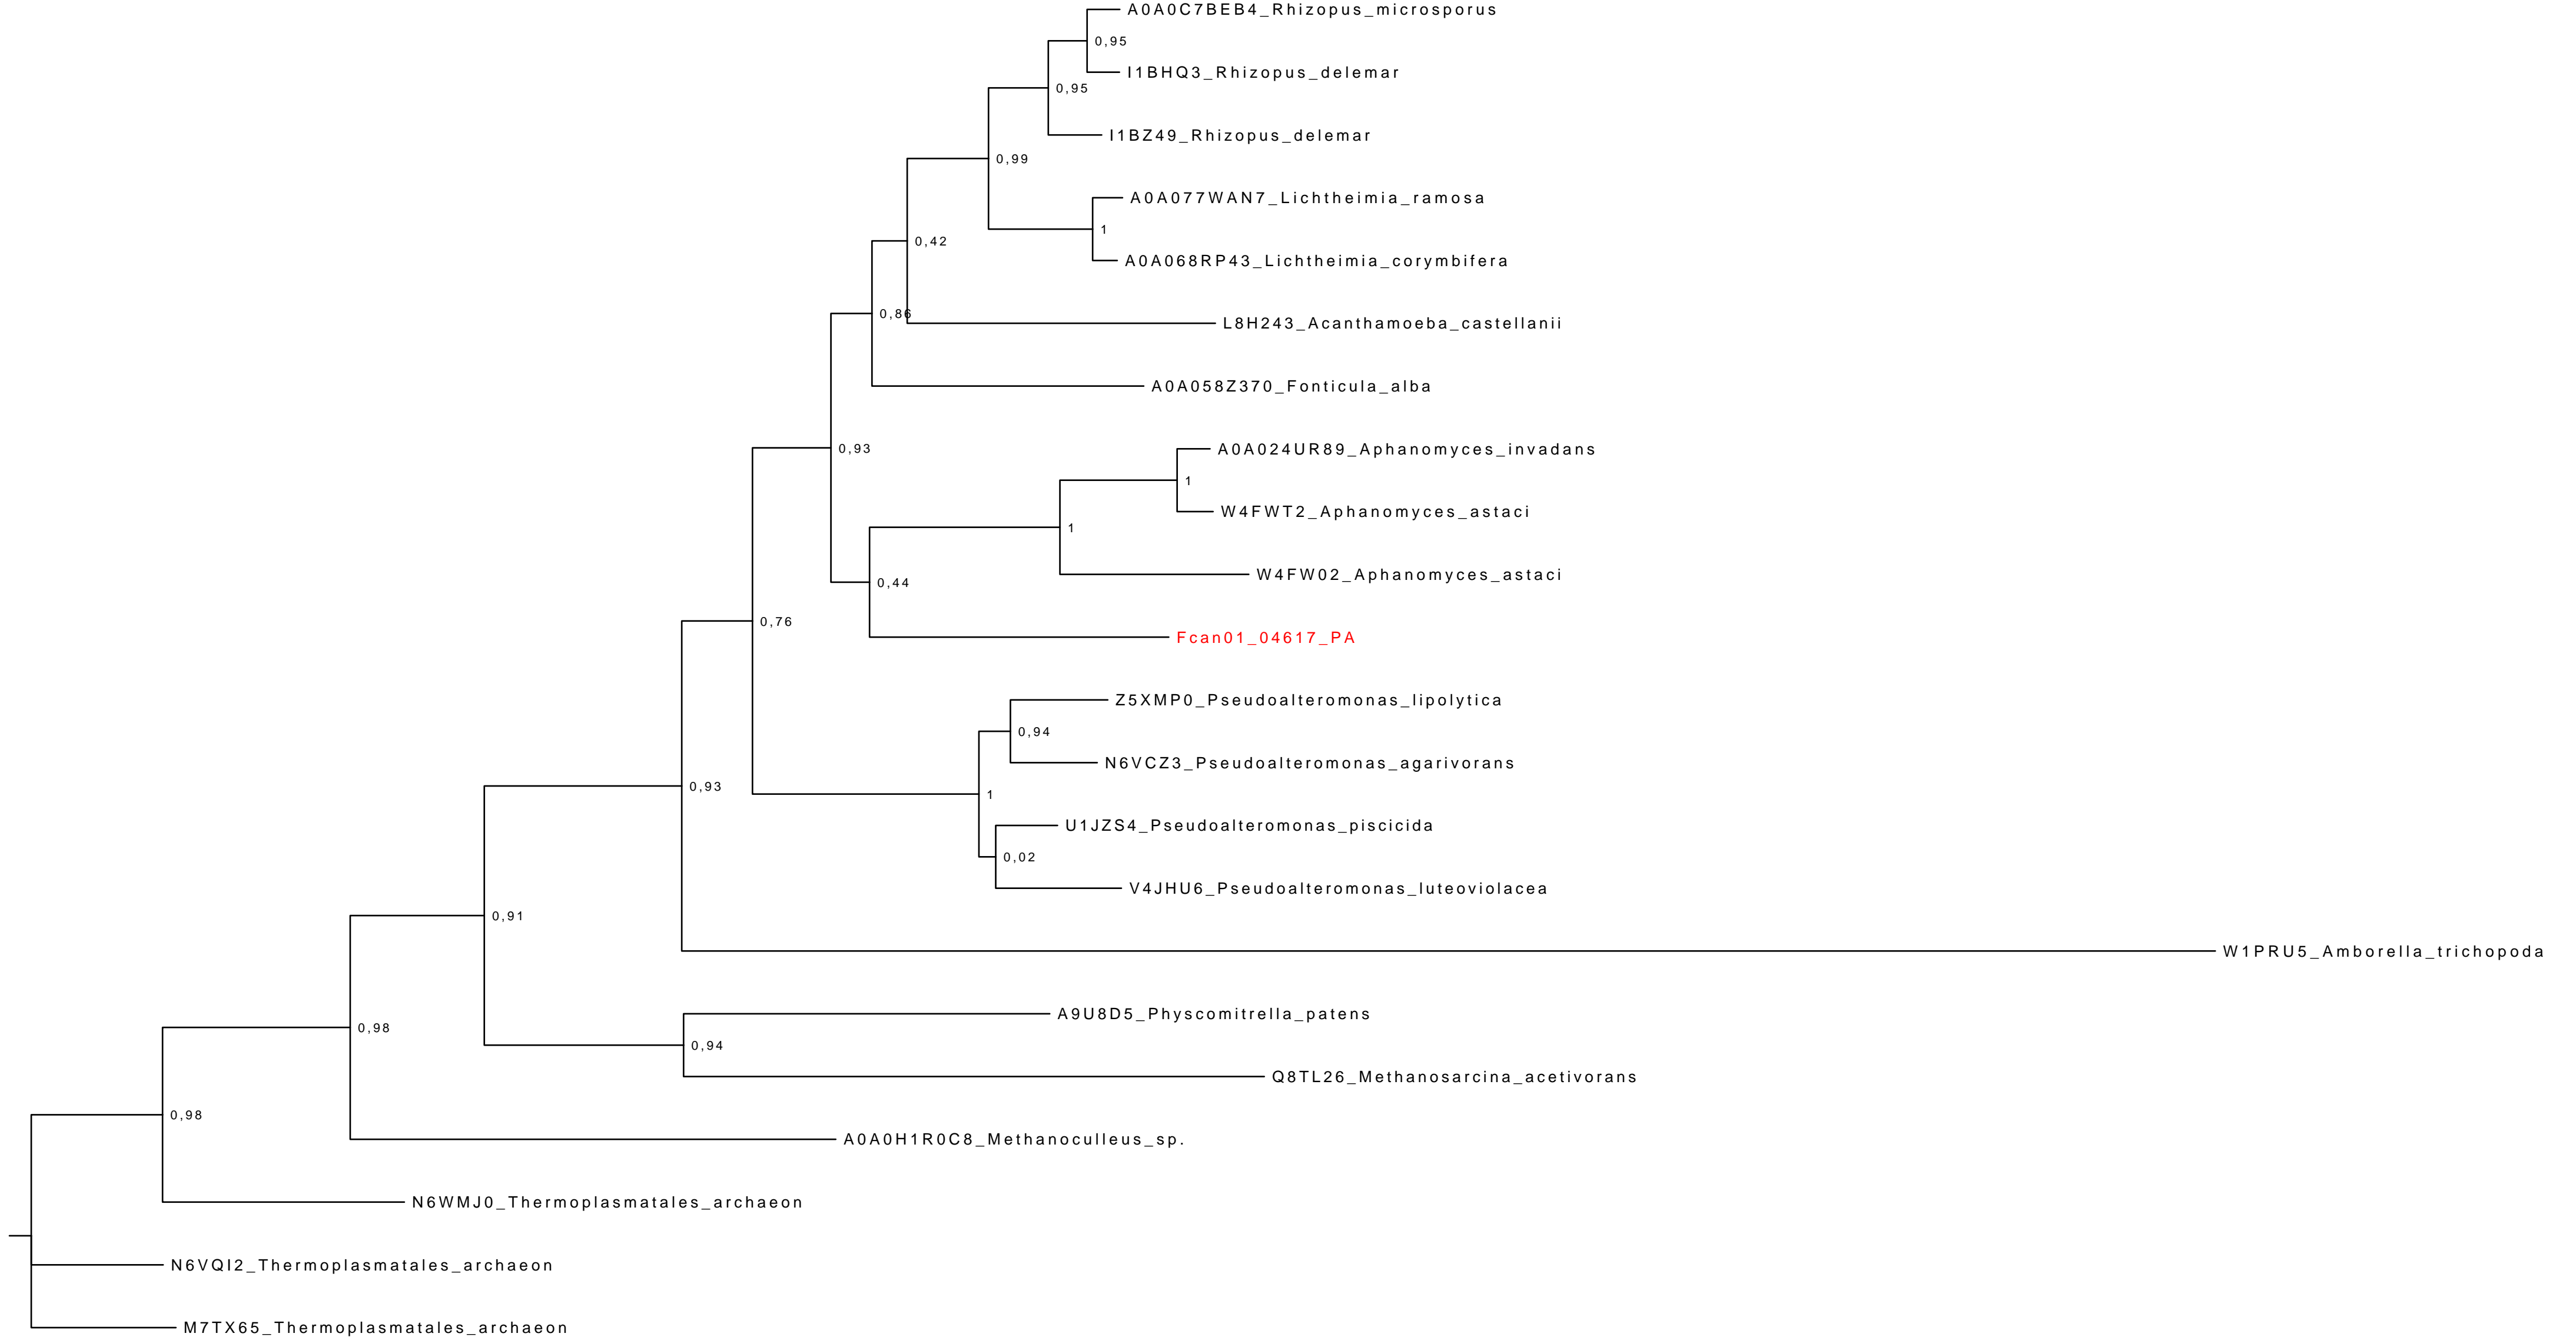 A0A0C7BEB4_Rhizopus_microsporus
0,95
I1BHQ3_Rhizopus_delemar
0,95
I1BZ49_Rhizopus_delemar
0,99
A0A077WAN7_Lichtheimia_ramosa
1
0,42
A0A068RP43_Lichtheimia_corymbifera
0,86
L8H243_Acanthamoeba_castellanii
A0A058Z370_Fonticula_alba
0,93
A0A024UR89_Aphanomyces_invadans
1
W4FWT2_Aphanomyces_astaci
1
W4FW02_Aphanomyces_astaci
0,44
0,76
Fcan01_04617_PA
Z5XMP0_Pseudoalteromonas_lipolytica
0,94
N6VCZ3_Pseudoalteromonas_agarivorans
0,93
1
U1JZS4_Pseudoalteromonas_piscicida
0,02
V4JHU6_Pseudoalteromonas_luteoviolacea
0,91
W1PRU5_Amborella_trichopoda
A9U8D5_Physcomitrella_patens
0,98
0,94
Q8TL26_Methanosarcina_acetivorans
0,98
A0A0H1R0C8_Methanoculleus_sp.
N6WMJ0_Thermoplasmatales_archaeon
N6VQI2_Thermoplasmatales_archaeon
M7TX65_Thermoplasmatales_archaeon